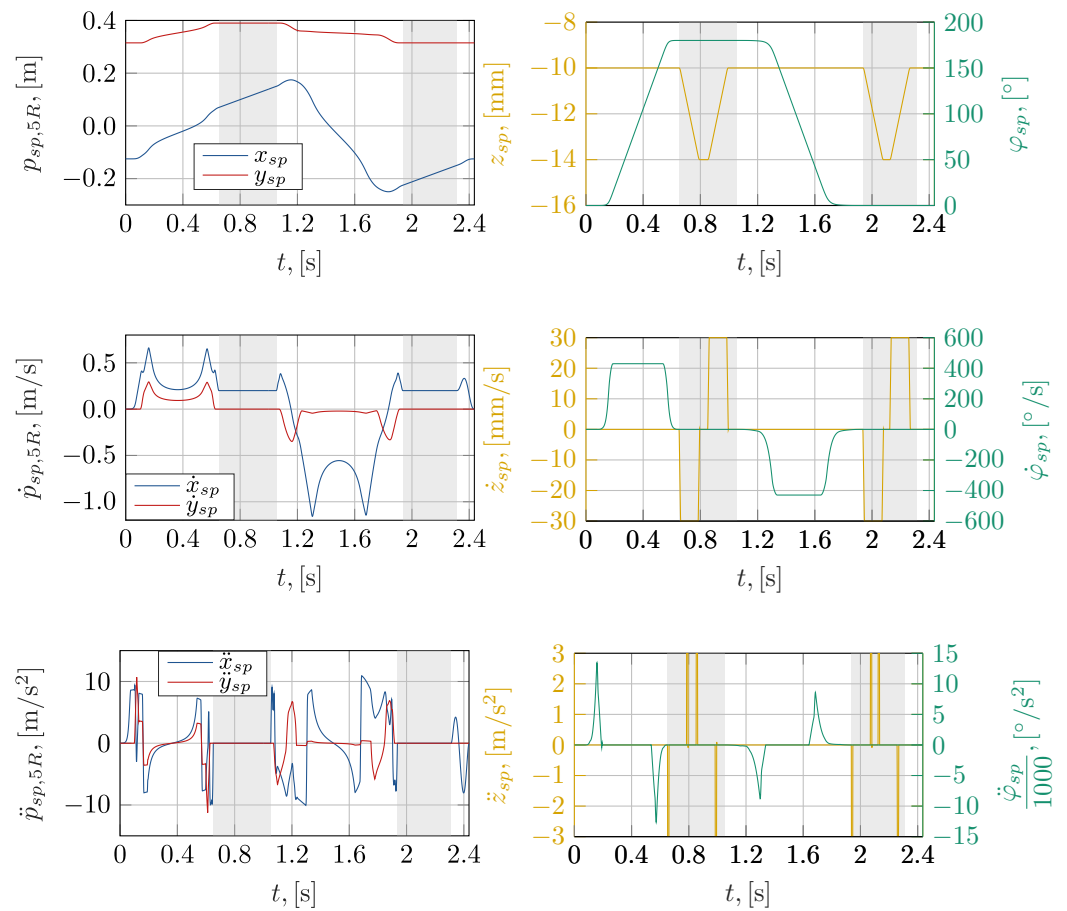 p_{sp,5R}, [m]
0.4
0.2
0.0
−0.2
x_{sp}
y_{sp}
0 0.4 0.8 1.2 1.6 2 2.4
t, [s]
z_{sp}, [mm]
−8
−10
−12
−14
−16
200
150
100
50
0
φ_{sp}, [°]
0 0.4 0.8 1.2 1.6 2 2.4
t, [s]
ṗ_{sp,5R}, [m/s]
0.5
0.0
−0.5
−1.0
ẋ_{sp}
ẏ_{sp}
0 0.4 0.8 1.2 1.6 2 2.4
t, [s]
ż_{sp}, [mm/s]
30
20
10
0
−10
−20
−30
600
400
200
0
−200
−400
−600
φ̇_{sp}, [°/s]
0 0.4 0.8 1.2 1.6 2 2.4
t, [s]
p̈_{sp,5R}, [m/s²]
10
0
−10
ẍ_{sp}
ÿ_{sp}
0 0.4 0.8 1.2 1.6 2 2.4
t, [s]
z̈_{sp}, [m/s²]
3
2
1
0
−1
−2
−3
15
10
5
0
−5
−10
−15
φ̈_{sp}/1000, [°/s²]
0 0.4 0.8 1.2 1.6 2 2.4
t, [s]